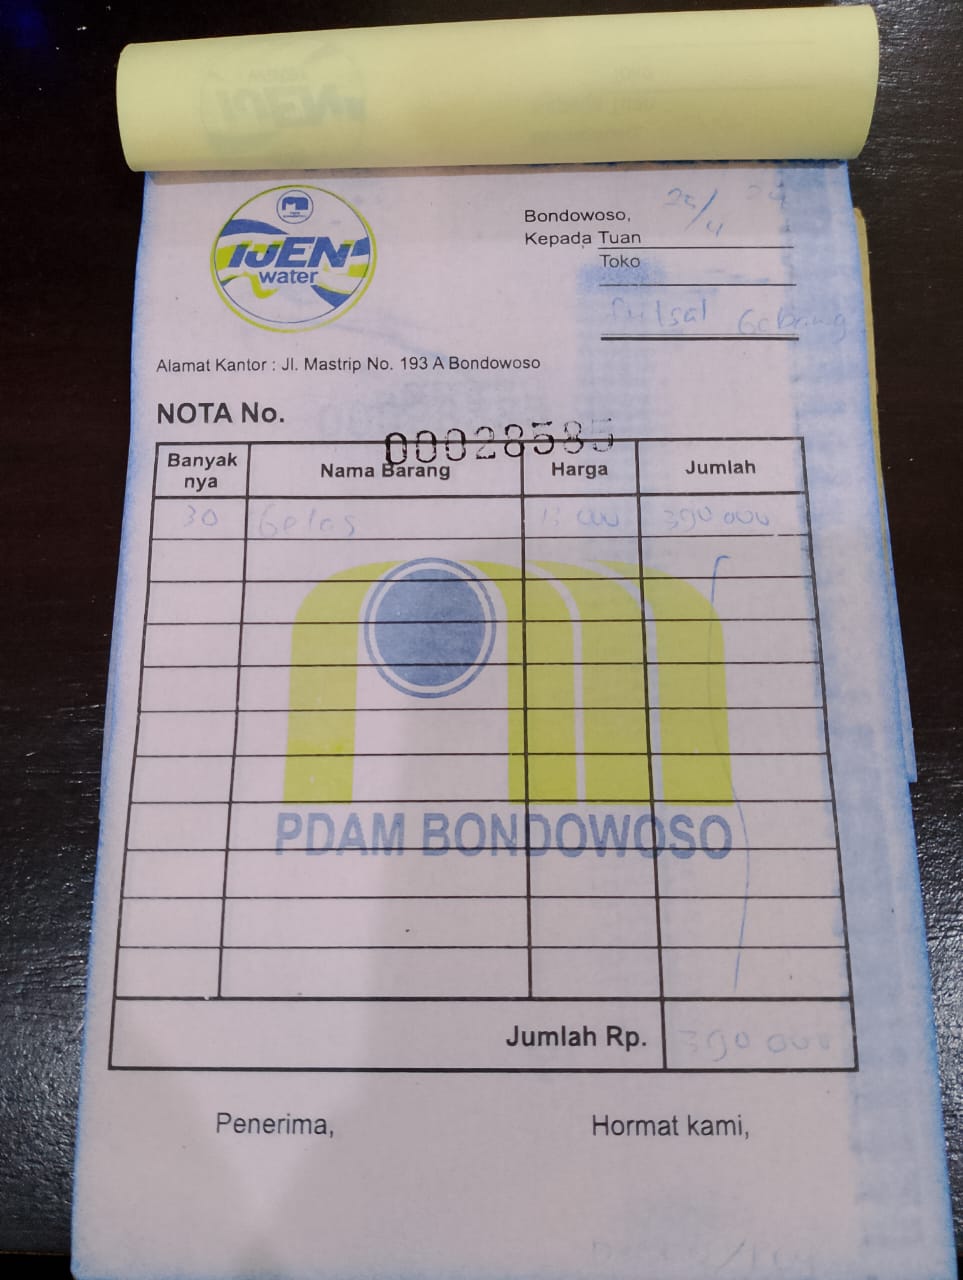 IJEN
water
Bondowoso, 25/4 24
Kepada Tuan
Toko
Futsal Gebang
Alamat Kantor : Jl. Mastrip No. 193 A Bondowoso
NOTA No.
00028585
Banyak nya Nama Barang Harga Jumlah
30 Gelas 13 000 390 000
PDAM BONDOWOSO
Jumlah Rp. 390 000
Penerima, Hormat kami,